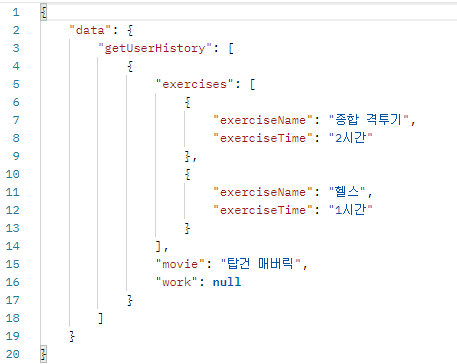 1 {
2     "data": {
3         "getUserHistory": [
4             {
5                 "exercises": [
6                     {
7                         "exerciseName": "종합 격투기",
8                         "exerciseTime": "2시간"
9                     },
10                     {
11                         "exerciseName": "헬스",
12                         "exerciseTime": "1시간"
13                     }
14                 ],
15                 "movie": "탑건 매버릭",
16                 "work": null
17             }
18         ]
19     }
20 }